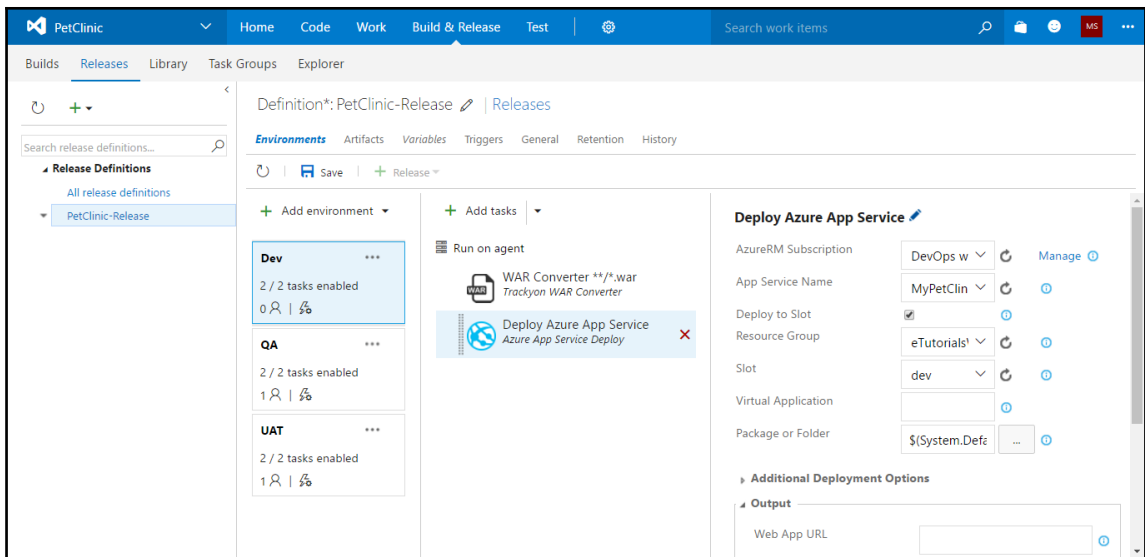 PetClinic Home Code Work Build & Release Test Search work items MS ...
Builds Releases Library Task Groups Explorer
Search release definitions...
Release Definitions
All release definitions
PetClinic-Release
Definition*: PetClinic-Release | Releases
Environments Artifacts Variables Triggers General Retention History
Save | + Release
+ Add environment
Dev ...
2 / 2 tasks enabled
0 |
QA ...
2 / 2 tasks enabled
1 |
UAT ...
2 / 2 tasks enabled
1 |
+ Add tasks
Run on agent
WAR
WAR Converter **/*.war
Trackyon WAR Converter
Deploy Azure App Service
Azure App Service Deploy
Deploy Azure App Service
AzureRM Subscription DevOps w Manage
App Service Name MyPetClin
Deploy to Slot
Resource Group eTutorials
Slot dev
Virtual Application
Package or Folder $(System.Defa ...
Additional Deployment Options
Output
Web App URL